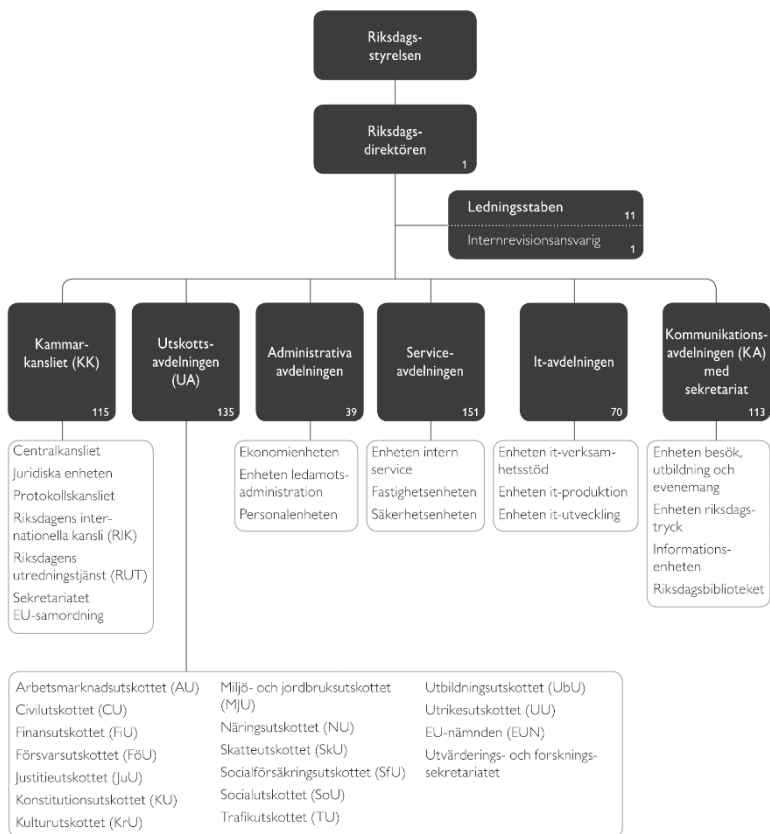 Riksdags-
styrelsen
Riksdags-
direktören
1
Ledningsstaben
11
Internrevisionsansvarig
1
Kammar-
kansliet (KK)
115
Utskotts-
avdelningen
(UA)
135
Administrativa
avdelningen
39
Service-
avdelningen
151
It-avdelningen
70
Kommunikations-
avdelningen (KA)
med
sekretariat
113
Centralkansliet
Juridiska enheten
Protokollskansliet
Riksdagens inter-
nationella kansli (RIK)
Riksdagens
utredningstjänst (RUT)
Sekretariatet
EU-samordning
Ekonomienheten
Enheten ledamots-
administration
Personalenheten
Enheten intern
service
Fastighetsenheten
Säkerhetsenheten
Enheten it-verksam-
hetsstöd
Enheten it-produktion
Enheten it-utveckling
Enheten besök,
utbildning och
evenemang
Enheten riksdags-
tryck
Informations-
enheten
Riksdagsbiblioteket
Arbetsmarknadsutskottet (AU)
Civilutskottet (CU)
Finansutskottet (FiU)
Försvarsutskottet (FöU)
Justitieutskottet (JuU)
Konstitutionsutskottet (KU)
Kulturutskottet (KrU)
Miljö- och jordbruksutskottet
(MJU)
Näringsutskottet (NU)
Skatteutskottet (SkU)
Socialförsäkringsutskottet (SfU)
Socialutskottet (SoU)
Trafikutskottet (TU)
Utbildningsutskottet (UbU)
Utrikesutskottet (UU)
EU-nämnden (EUN)
Utvärderings- och forsknings-
sekretariatet